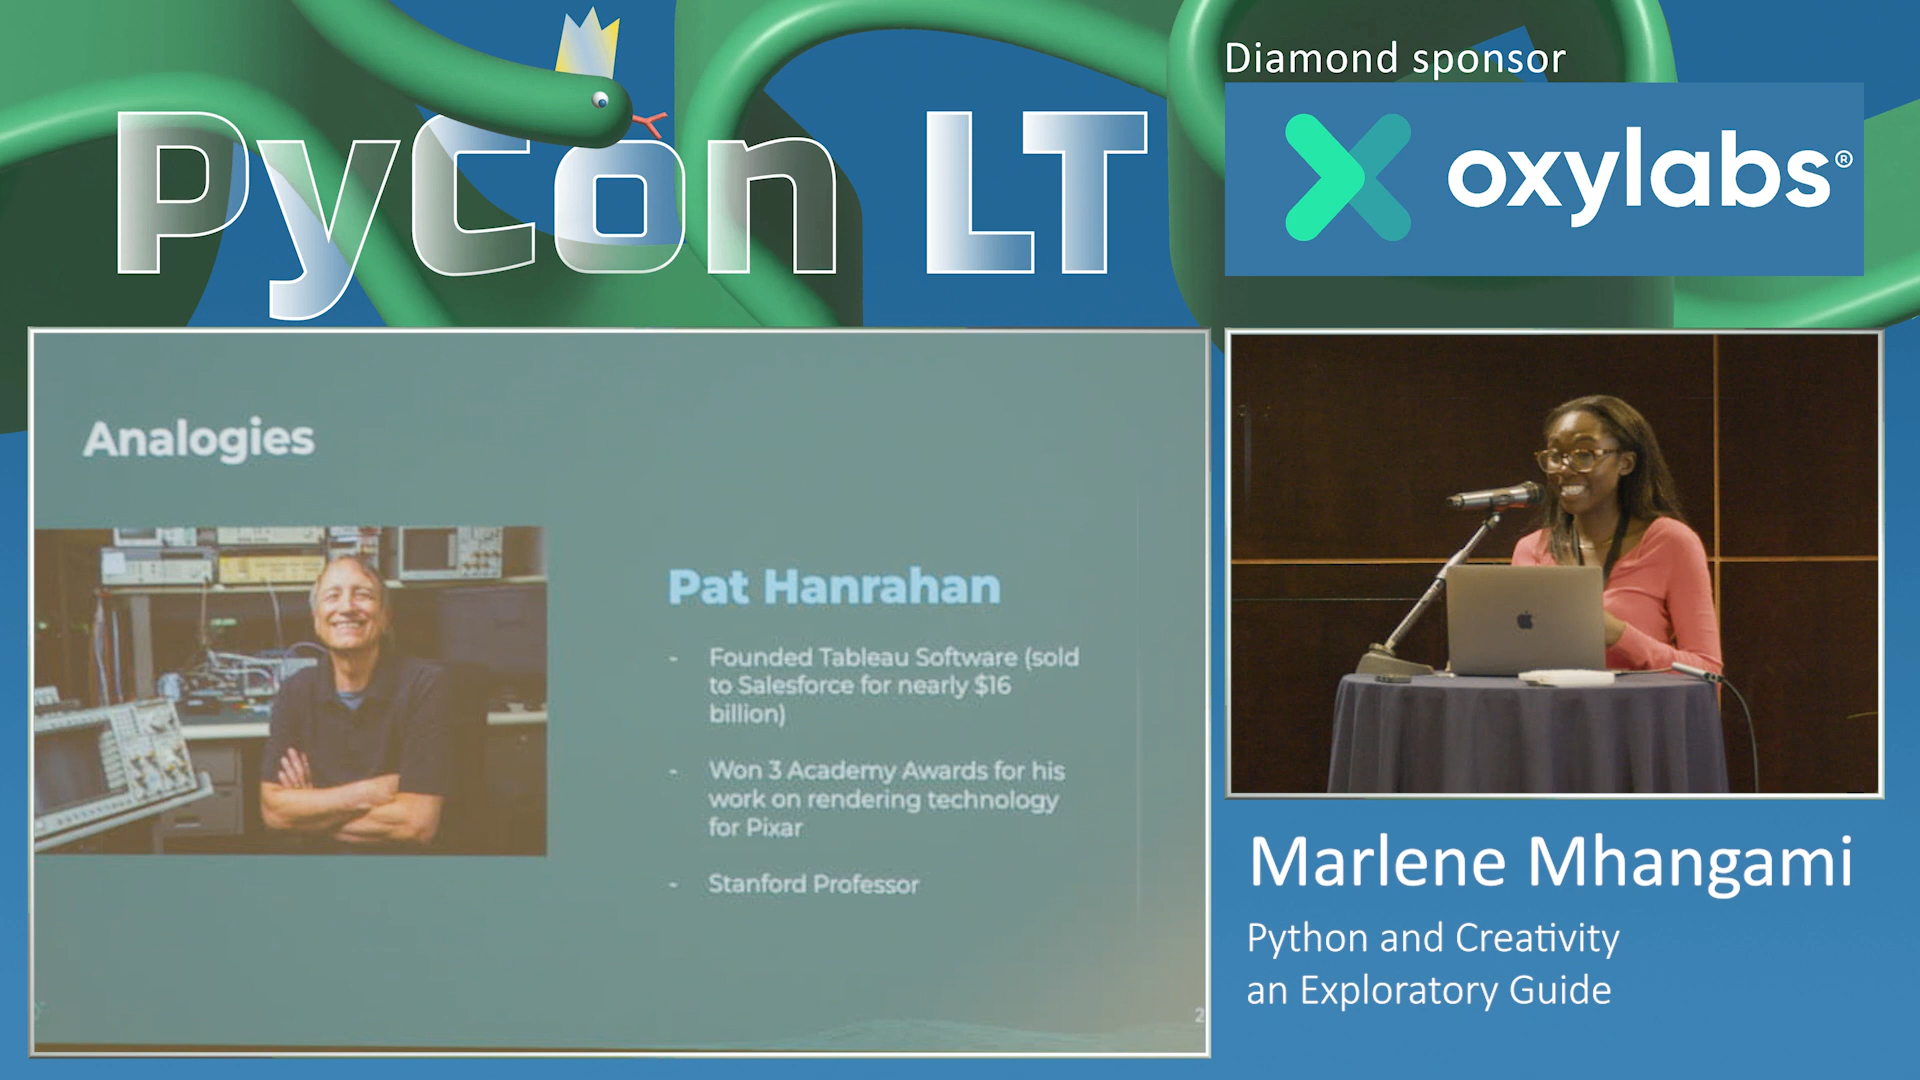 PyCon LT
Diamond sponsor
oxylabs®
Analogies
Pat Hanrahan
- Founded Tableau Software (sold
to Salesforce for nearly $16
billion)
- Won 3 Academy Awards for his
work on rendering technology
for Pixar
- Stanford Professor
2
Marlene Mhangami
Python and Creativity
an Exploratory Guide